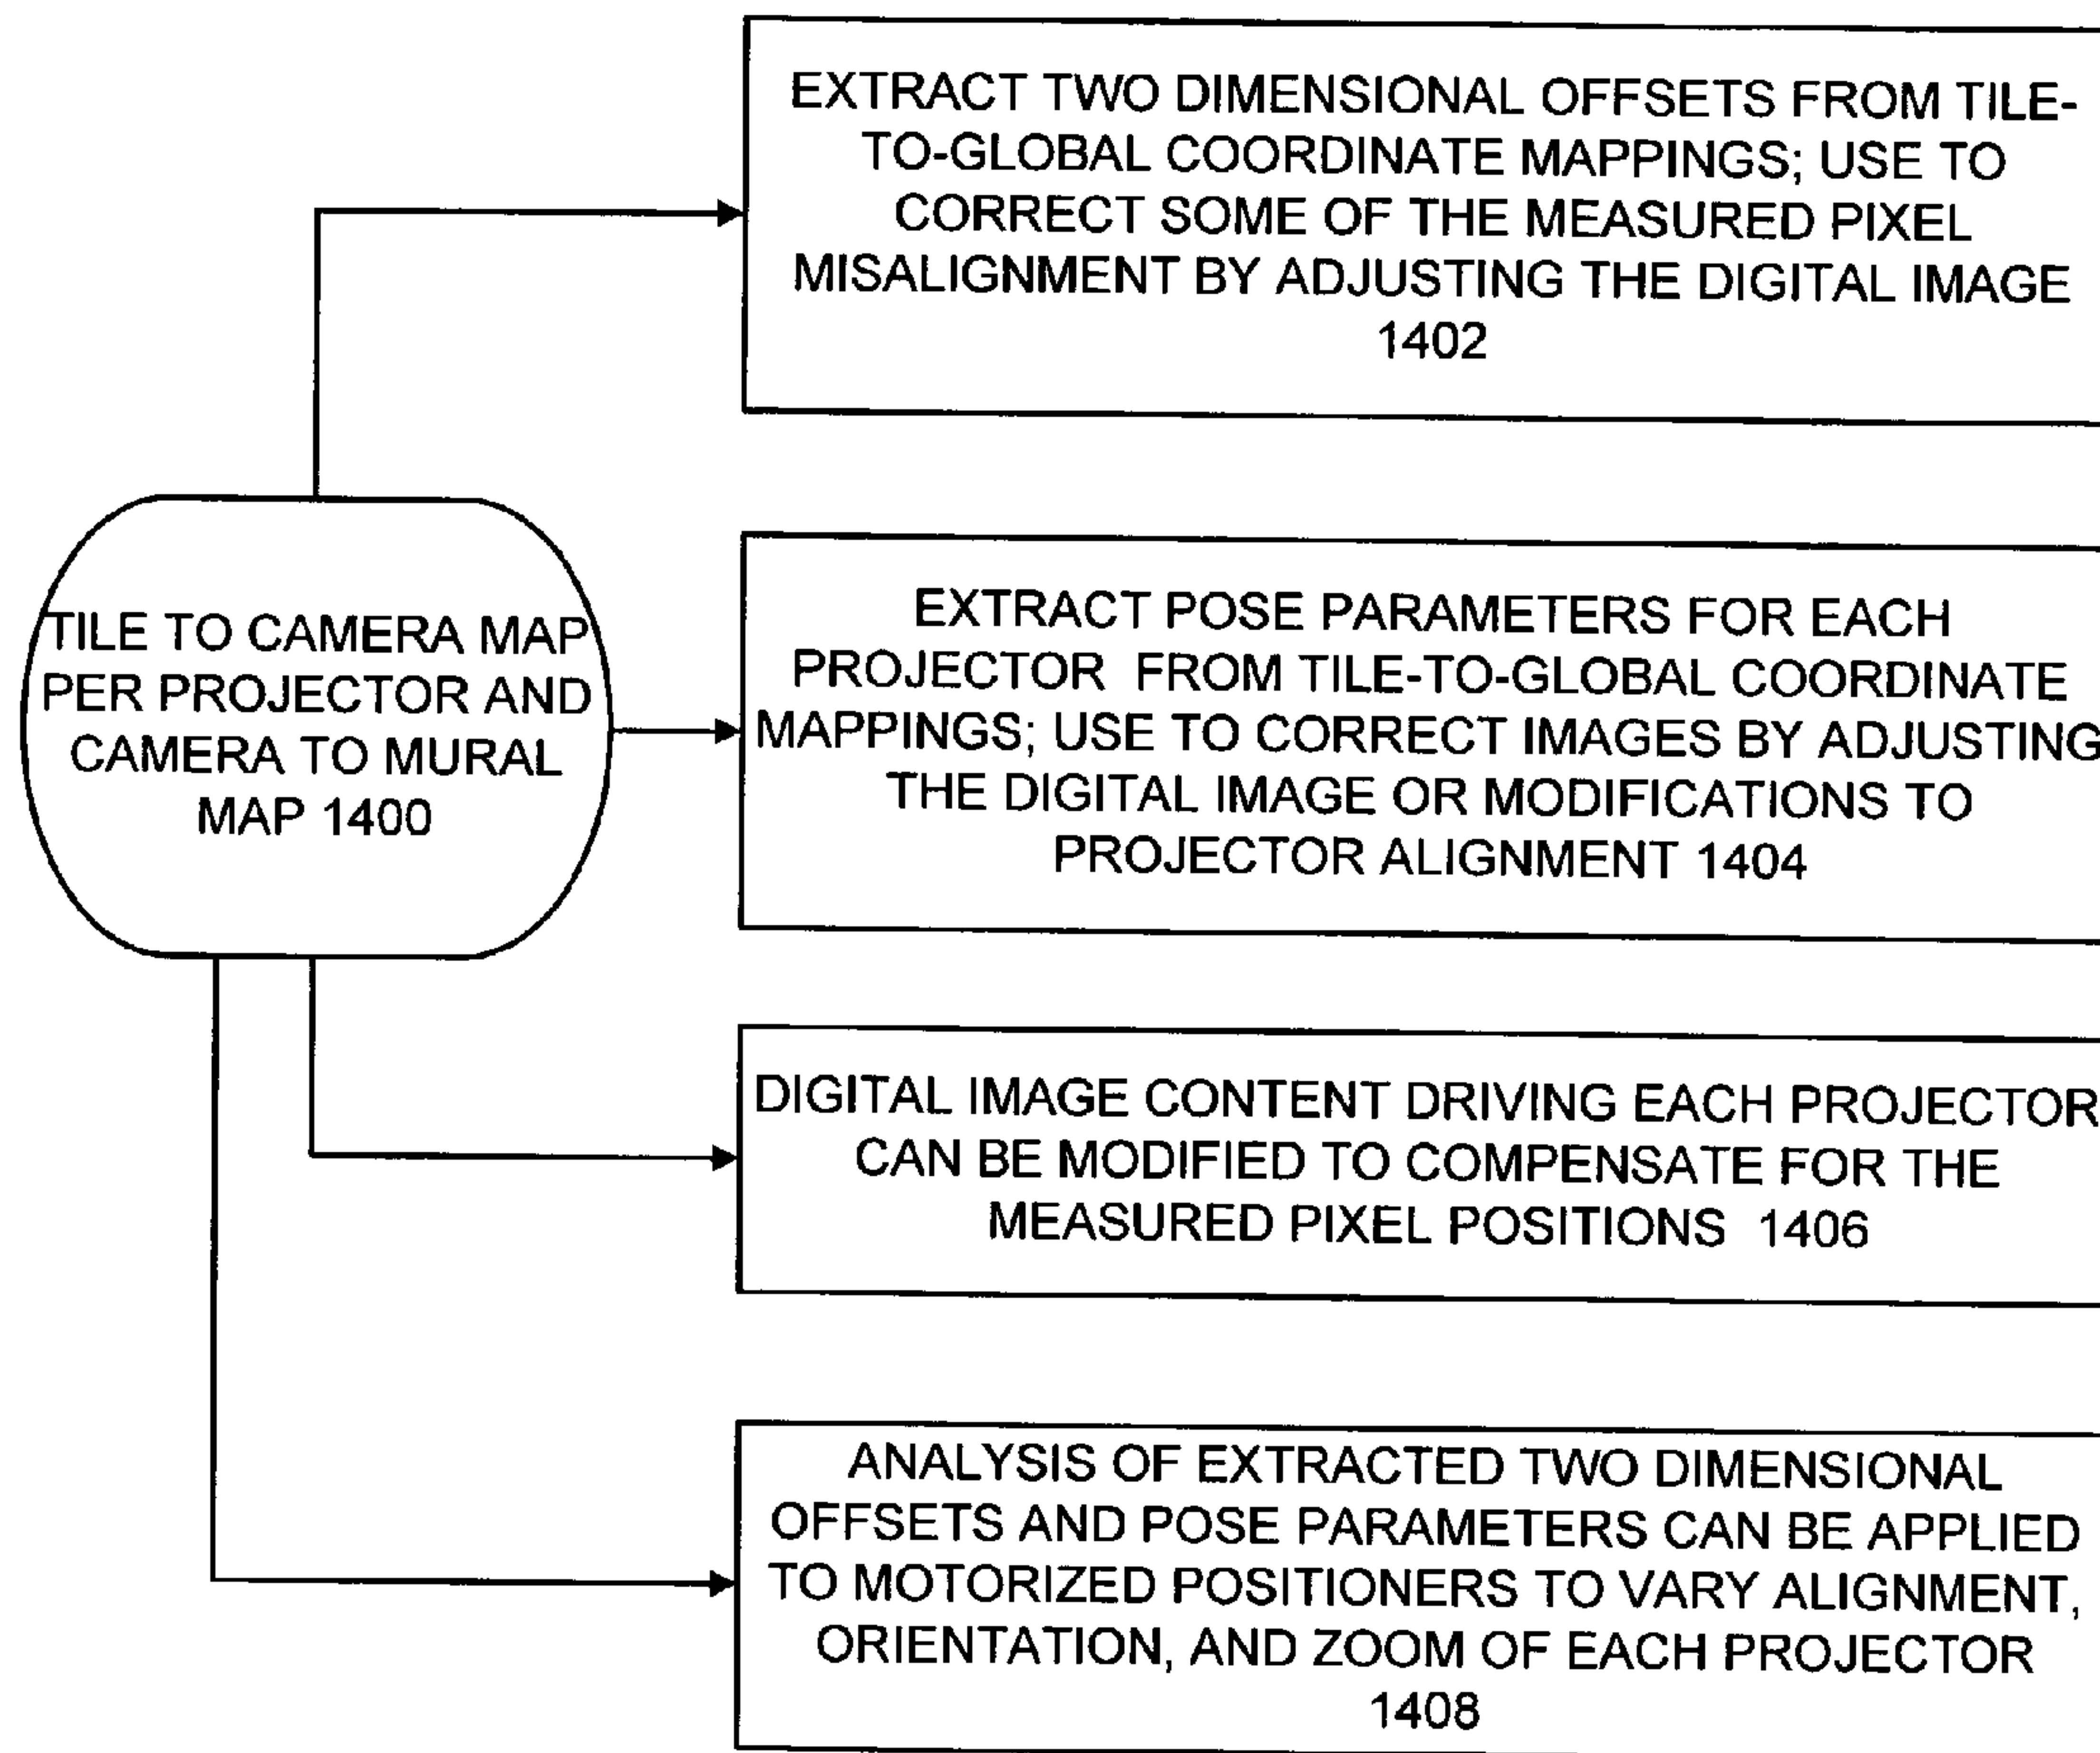 EXTRACT TWO DIMENSIONAL OFFSETS FROM TILE-
TO-GLOBAL COORDINATE MAPPINGS; USE TO
CORRECT SOME OF THE MEASURED PIXEL
MISALIGNMENT BY ADJUSTING THE DIGITAL IMAGE
1402
TILE TO CAMERA MAP
PER PROJECTOR AND
CAMERA TO MURAL
MAP 1400
EXTRACT POSE PARAMETERS FOR EACH
PROJECTOR FROM TILE-TO-GLOBAL COORDINATE
MAPPINGS; USE TO CORRECT IMAGES BY ADJUSTING
THE DIGITAL IMAGE OR MODIFICATIONS TO
PROJECTOR ALIGNMENT 1404
DIGITAL IMAGE CONTENT DRIVING EACH PROJECTOR
CAN BE MODIFIED TO COMPENSATE FOR THE
MEASURED PIXEL POSITIONS 1406
ANALYSIS OF EXTRACTED TWO DIMENSIONAL
OFFSETS AND POSE PARAMETERS CAN BE APPLIED
TO MOTORIZED POSITIONERS TO VARY ALIGNMENT,
ORIENTATION, AND ZOOM OF EACH PROJECTOR
1408